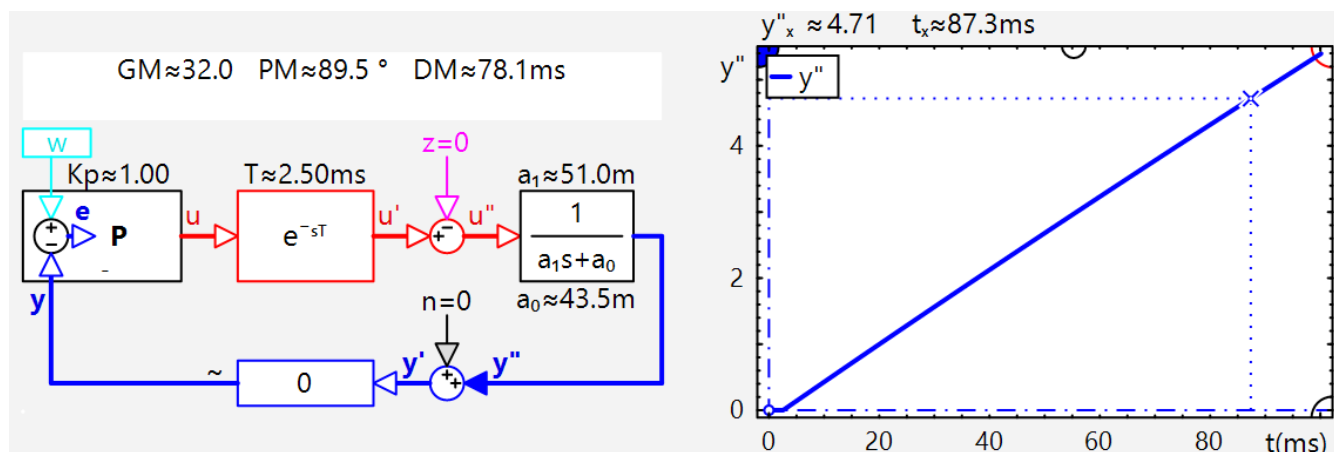 GM≈32.0 PM≈89.5 ° DM≈78.1ms
w
Kp≈1.00
e
P
-
y
u
T≈2.50ms
e⁻ˢᵀ
u'
z=0
+ −
u"
a₁≈51.0m
1
a₁s+a₀
a₀≈43.5m
n=0
+ +
y'
y"
~
0
+ −
y"ₓ ≈4.71 tₓ≈87.3ms
y"
y"
4
2
0
0 20 40 60 80 t(ms)